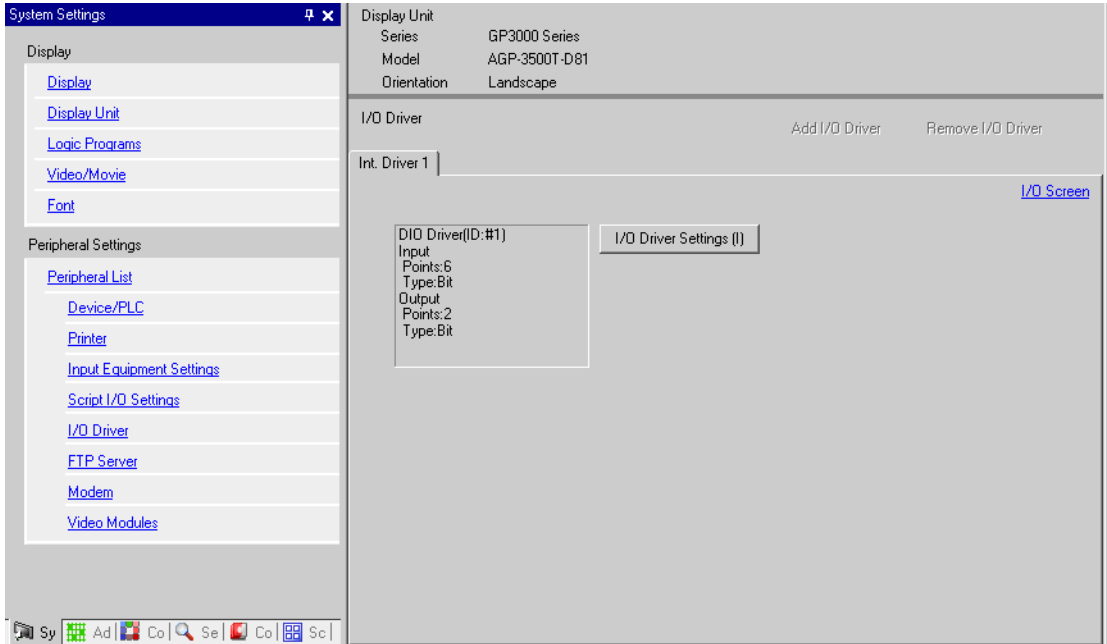 System Settings
Display
Display
Display Unit
Logic Programs
Video/Movie
Font
Peripheral Settings
Peripheral List
Device/PLC
Printer
Input Equipment Settings
Script I/O Settings
I/O Driver
FTP Server
Modem
Video Modules
Sy Ad Co Se Co Sc
Display Unit
Series GP3000 Series
Model AGP-3500T-D81
Orientation Landscape
I/O Driver Add I/O Driver Remove I/O Driver
Int. Driver 1
I/O Screen
DIO Driver(ID:#1)
Input
Points:6
Type:Bit
Output
Points:2
Type:Bit
I/O Driver Settings (I)